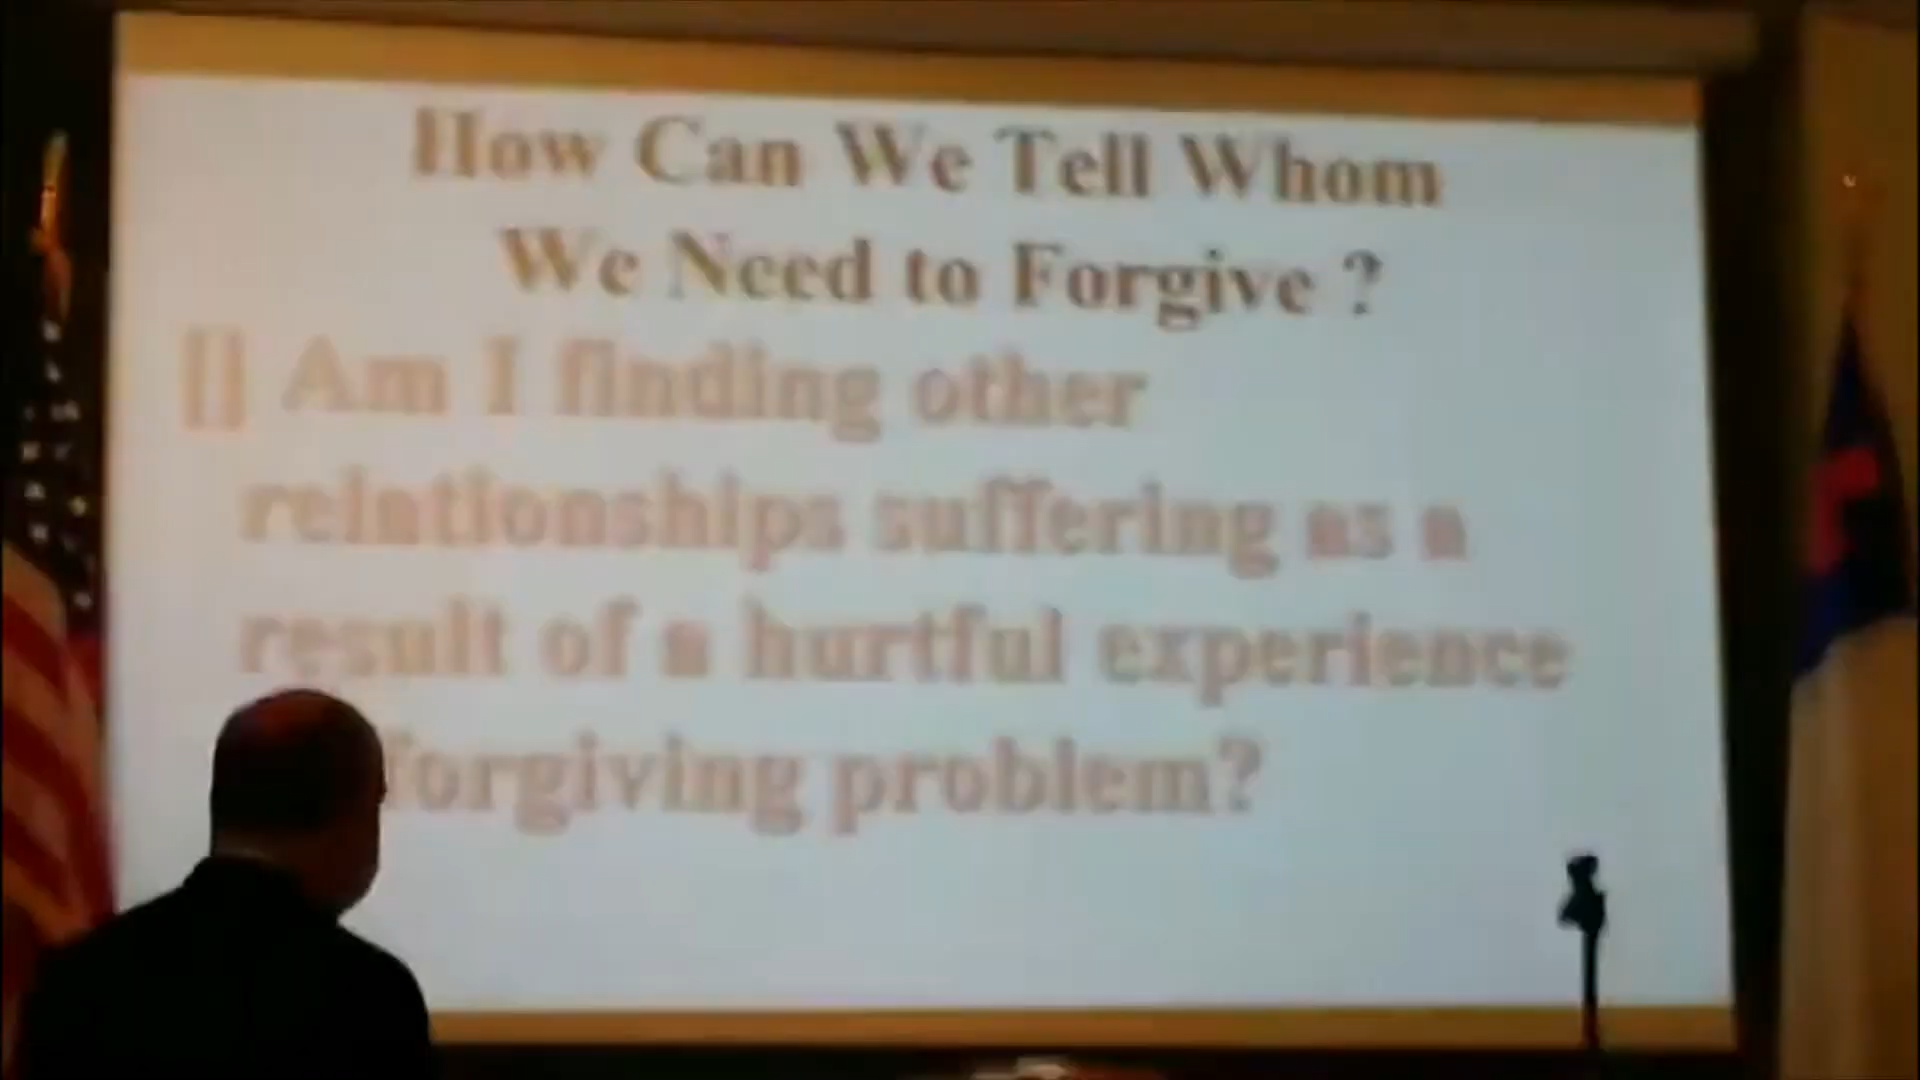 How Can We Tell Whom
We Need to Forgive ?
[] Am I finding other
relationships suffering as a
result of a hurtful experience
forgiving problem?